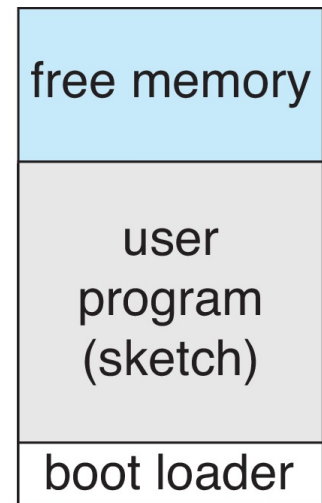 free memory
user
program
(sketch)
boot loader